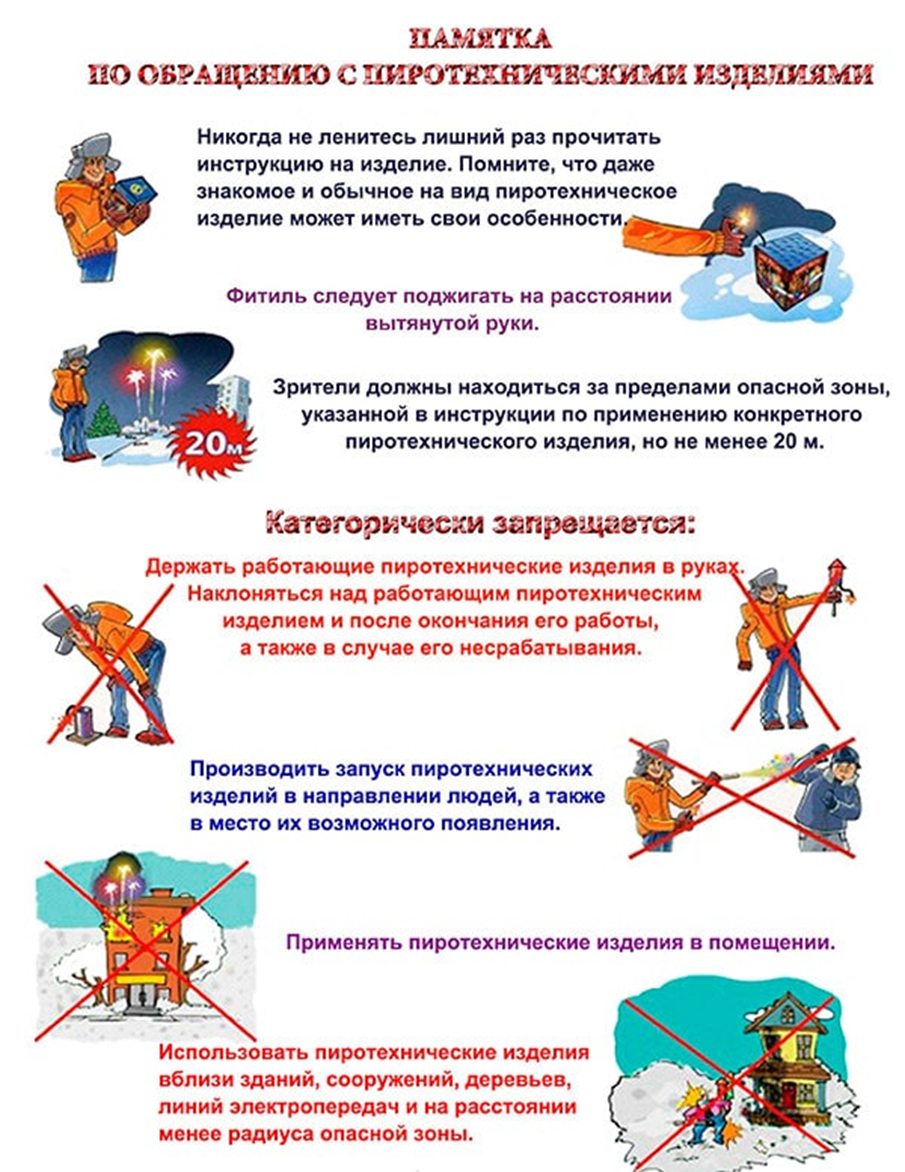 ПАМЯТКА
ПО ОБРАЩЕНИЮ С ПИРОТЕХНИЧЕСКИМИ ИЗДЕЛИЯМИ
Никогда не ленитесь лишний раз прочитать
инструкцию на изделие. Помните, что даже
знакомое и обычное на вид пиротехническое
изделие может иметь свои особенности.
Фитиль следует поджигать на расстоянии
вытянутой руки.
Зрители должны находиться за пределами опасной зоны,
указанной в инструкции по применению конкретного
пиротехнического изделия, но не менее 20 м.
20м
Категорически запрещается:
Держать работающие пиротехнические изделия в руках.
Наклоняться над работающим пиротехническим
изделием и после окончания его работы,
а также в случае его несрабатывания.
Производить запуск пиротехнических
изделий в направлении людей, а также
в место их возможного появления.
Применять пиротехнические изделия в помещении.
Использовать пиротехнические изделия
вблизи зданий, сооружений, деревьев,
линий электропередач и на расстоянии
менее радиуса опасной зоны.